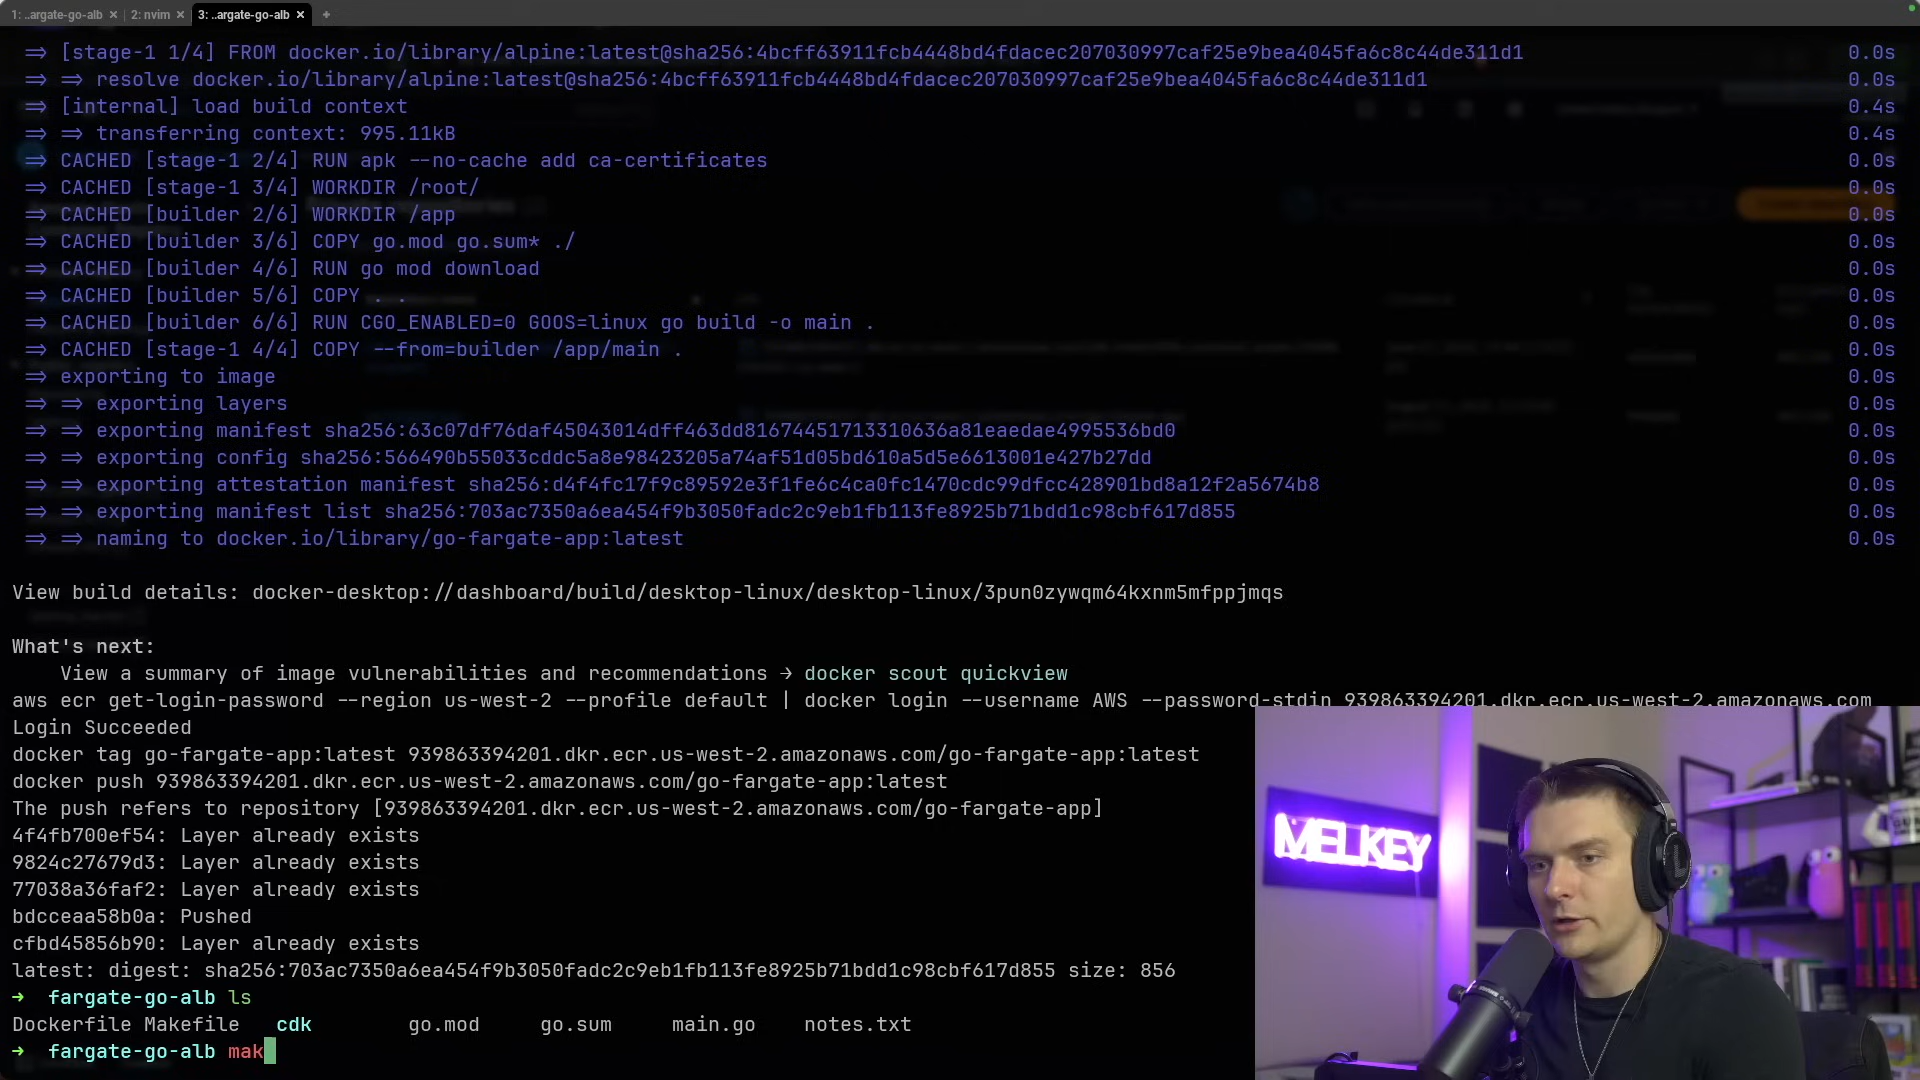 1: ..argate-go-alb × 2: nvim × 3: ..argate-go-alb × +
=> [stage-1 1/4] FROM docker.io/library/alpine:latest@sha256:4bcff63911fcb4448bd4fdacec207030997caf25e9bea4045fa6c8c44de311d1 0.0s
=> => resolve docker.io/library/alpine:latest@sha256:4bcff63911fcb4448bd4fdacec207030997caf25e9bea4045fa6c8c44de311d1 0.0s
=> [internal] load build context 0.4s
=> => transferring context: 995.11kB 0.4s
=> CACHED [stage-1 2/4] RUN apk --no-cache add ca-certificates 0.0s
=> CACHED [stage-1 3/4] WORKDIR /root/ 0.0s
=> CACHED [builder 2/6] WORKDIR /app 0.0s
=> CACHED [builder 3/6] COPY go.mod go.sum* ./ 0.0s
=> CACHED [builder 4/6] RUN go mod download 0.0s
=> CACHED [builder 5/6] COPY . . 0.0s
=> CACHED [builder 6/6] RUN CGO_ENABLED=0 GOOS=linux go build -o main . 0.0s
=> CACHED [stage-1 4/4] COPY --from=builder /app/main . 0.0s
=> exporting to image 0.0s
=> => exporting layers 0.0s
=> => exporting manifest sha256:63c07df76daf45043014dff463dd81674451713310636a81eaedae4995536bd0 0.0s
=> => exporting config sha256:566490b55033cddc5a8e98423205a74af51d05bd610a5d5e6613001e427b27dd 0.0s
=> => exporting attestation manifest sha256:d4f4fc17f9c89592e3f1fe6c4ca0fc1470cdc99dfcc428901bd8a12f2a5674b8 0.0s
=> => exporting manifest list sha256:703ac7350a6ea454f9b3050fadc2c9eb1fb113fe8925b71bdd1c98cbf617d855 0.0s
=> => naming to docker.io/library/go-fargate-app:latest 0.0s
View build details: docker-desktop://dashboard/build/desktop-linux/desktop-linux/3pun0zywqm64kxnm5mfppjmqs
What's next:
View a summary of image vulnerabilities and recommendations → docker scout quickview
aws ecr get-login-password --region us-west-2 --profile default | docker login --username AWS --password-stdin 939863394201.dkr.ecr.us-west-2.amazonaws.com
Login Succeeded
docker tag go-fargate-app:latest 939863394201.dkr.ecr.us-west-2.amazonaws.com/go-fargate-app:latest
docker push 939863394201.dkr.ecr.us-west-2.amazonaws.com/go-fargate-app:latest
The push refers to repository [939863394201.dkr.ecr.us-west-2.amazonaws.com/go-fargate-app]
4f4fb700ef54: Layer already exists
9824c27679d3: Layer already exists
77038a36faf2: Layer already exists
bdcceaa58b0a: Pushed
cfbd45856b90: Layer already exists
latest: digest: sha256:703ac7350a6ea454f9b3050fadc2c9eb1fb113fe8925b71bdd1c98cbf617d855 size: 856
→ fargate-go-alb ls
Dockerfile Makefile cdk go.mod go.sum main.go notes.txt
→ fargate-go-alb mak
MELKEY